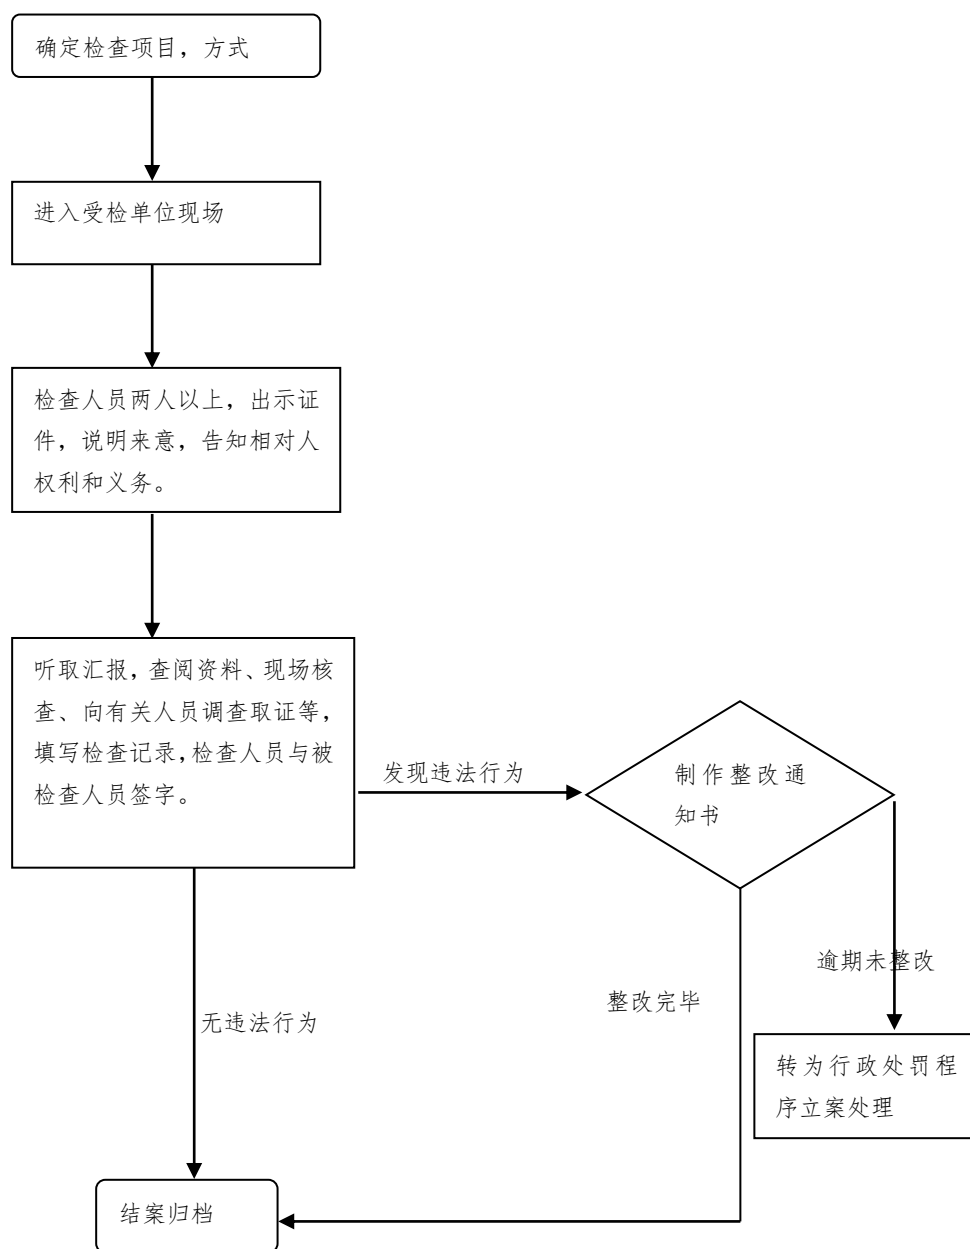 确定检查项目，方式
进入受检单位现场
检查人员两人以上，出示证
件，说明来意，告知相对人
权利和义务。
听取汇报，查阅资料、现场核
查、向有关人员调查取证等，
填写检查记录，检查人员与被
检查人员签字。
发现违法行为
制作整改通
知书
逾期未整改
整改完毕
无违法行为
转为行政处罚程
序立案处理
结案归档